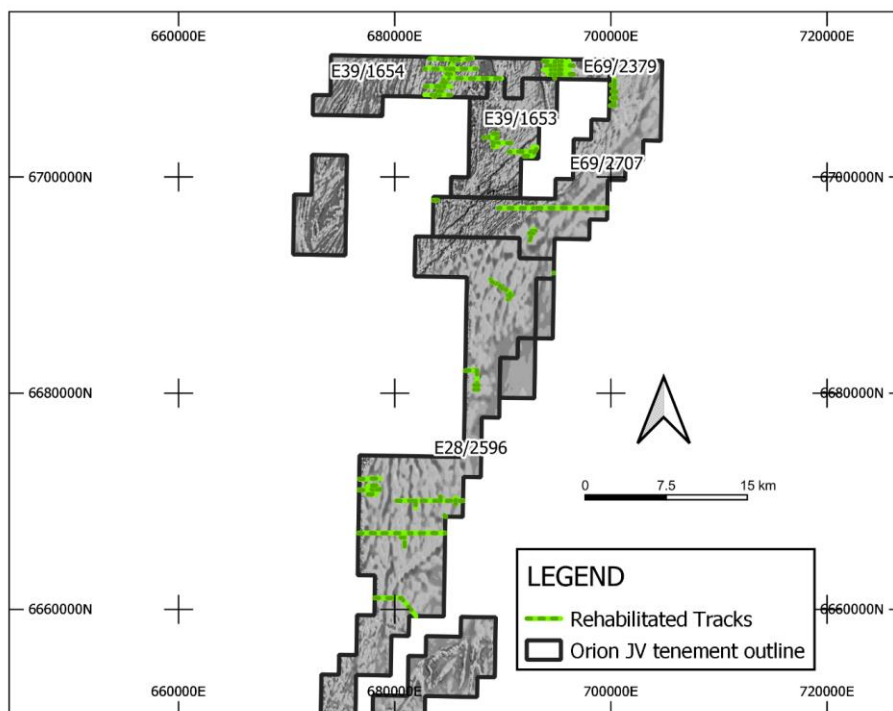 660000E 680000E 700000E 720000E
E39/1654
E69/2379
E39/1653
E69/2707
6700000N 6700000N
6680000N 6680000N
E28/2596
0 7.5 15 km
LEGEND
Rehabilitated Tracks
Orion JV tenement outline
6660000N 6660000N
660000E 680000E 700000E 720000E